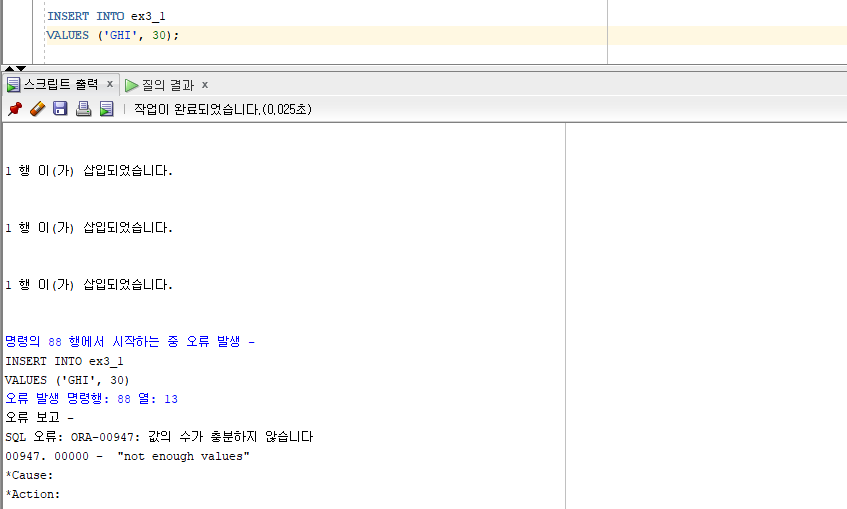 INSERT INTO ex3_1
VALUES ('GHI', 30);
스크립트 출력 x 질의 결과 x
작업이 완료되었습니다.(0,025초)
1 행 이(가) 삽입되었습니다.
1 행 이(가) 삽입되었습니다.
1 행 이(가) 삽입되었습니다.
명령의 88 행에서 시작하는 중 오류 발생 -
INSERT INTO ex3_1
VALUES ('GHI', 30)
오류 발생 명령행: 88 열: 13
오류 보고 -
SQL 오류: ORA-00947: 값의 수가 충분하지 않습니다
00947. 00000 -  "not enough values"
*Cause:
*Action: